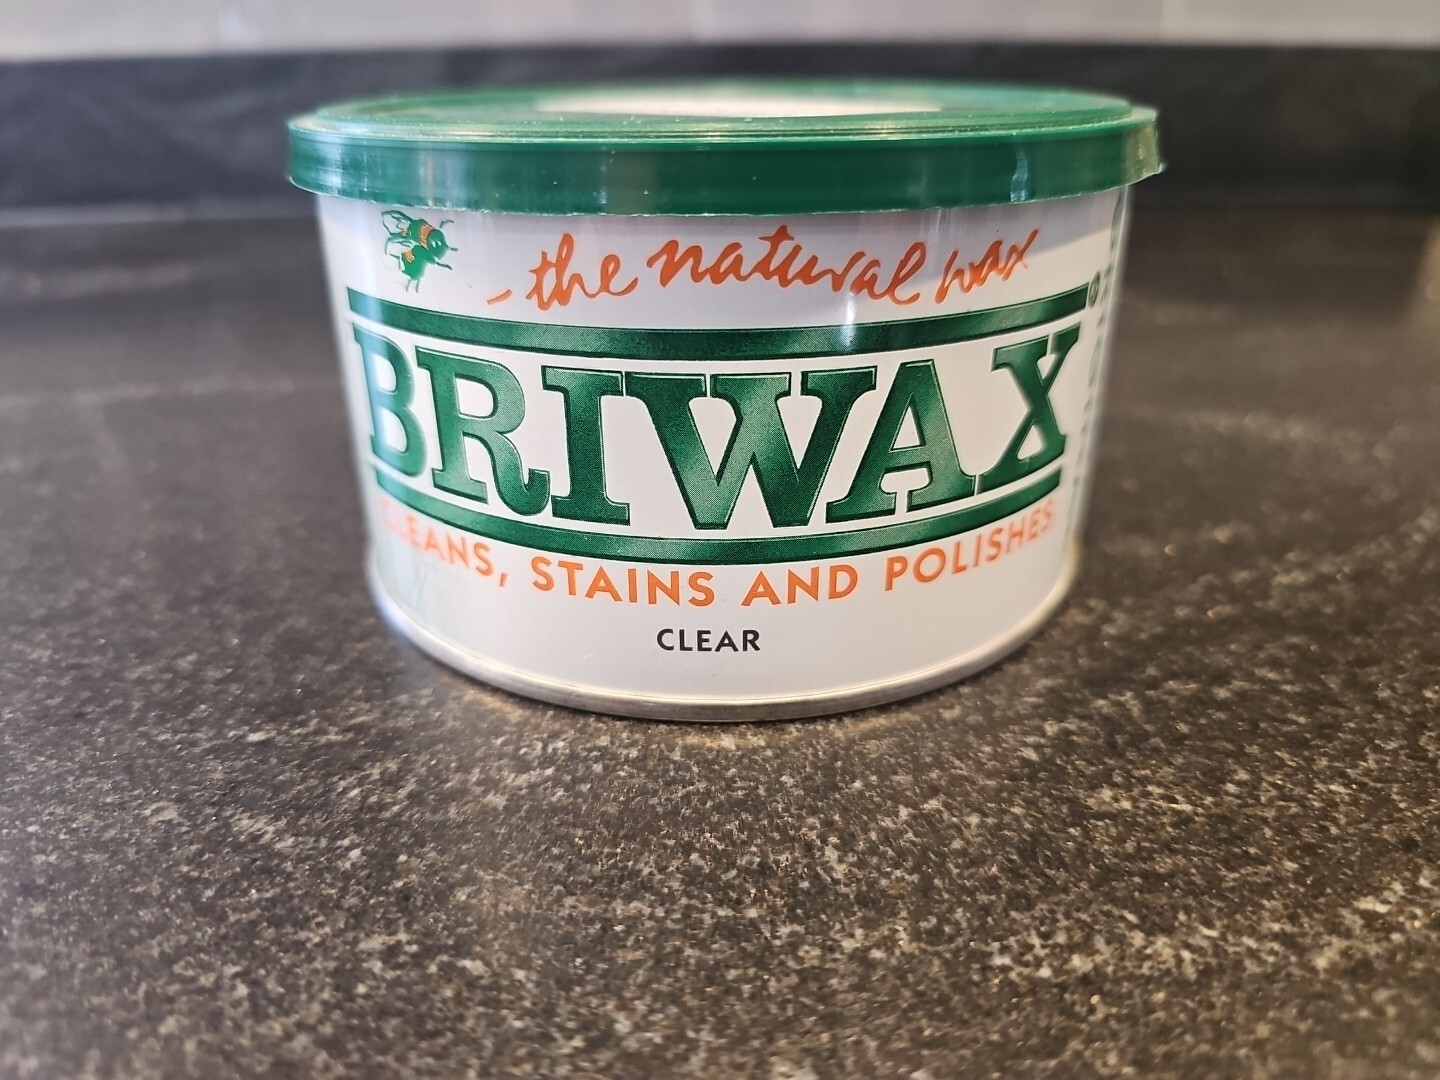 - the natural wax
BRIWAX
CLEANS, STAINS AND POLISHES
CLEAR